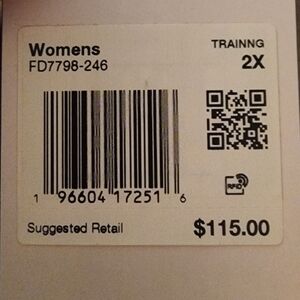 Womens
TRAINNG
FD7798-246
2X
RFID
1 96604 17251 6
Suggested Retail
$115.00